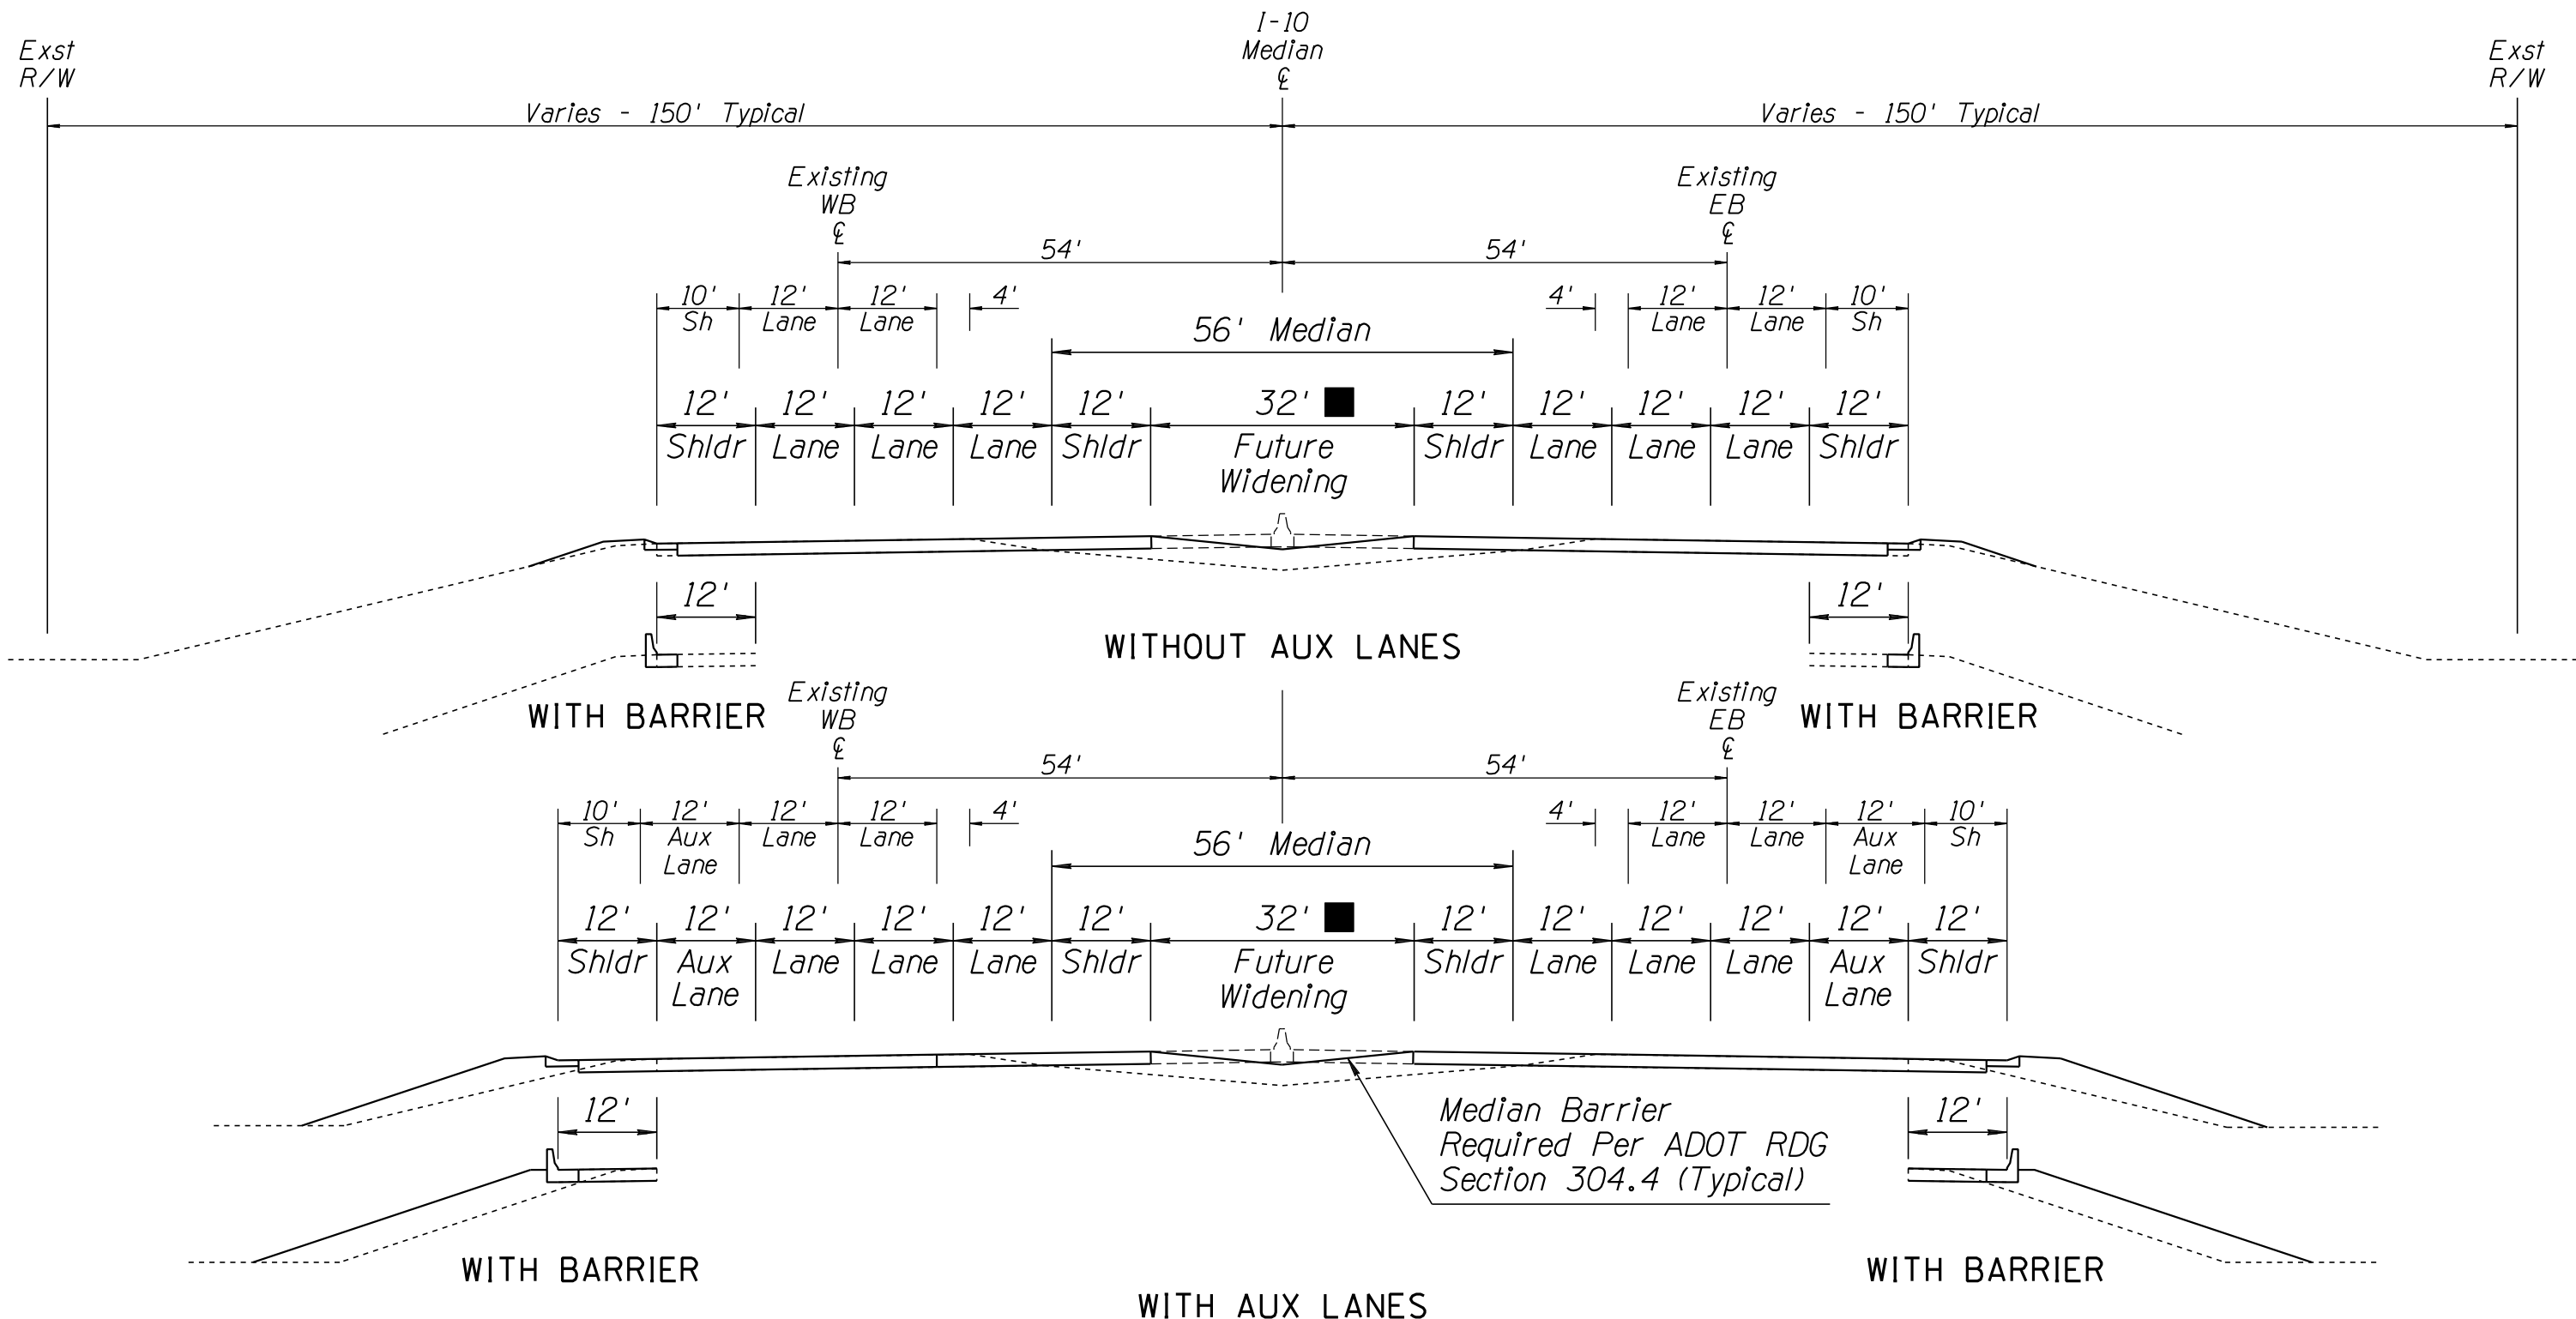 I-10
Median
℄
Exst
R/W
Exst
R/W
Varies - 150' Typical
Varies - 150' Typical
Existing
WB
℄
Existing
EB
℄
54'
54'
10' 12' 12' 4'
Sh Lane Lane
4' 12' 12' 10'
Lane Lane Sh
56' Median
12' 12' 12' 12' 12' 32' ■ 12' 12' 12' 12' 12'
Shldr Lane Lane Lane Shldr Future Shldr Lane Lane Lane Shldr
Widening
12'
12'
WITHOUT AUX LANES
WITH BARRIER
WITH BARRIER
Existing
WB
℄
Existing
EB
℄
54'
54'
10' 12' 12' 12' 4'
Sh Aux Lane Lane
Lane
4' 12' 12' 12' 10'
Lane Lane Aux Sh
Lane
56' Median
12' 12' 12' 12' 12' 12' 32' ■ 12' 12' 12' 12' 12' 12'
Shldr Aux Lane Lane Lane Shldr Future Shldr Lane Lane Lane Aux Shldr
Lane Widening Lane
12'
12'
Median Barrier
Required Per ADOT RDG
Section 304.4 (Typical)
WITH BARRIER
WITH BARRIER
WITH AUX LANES